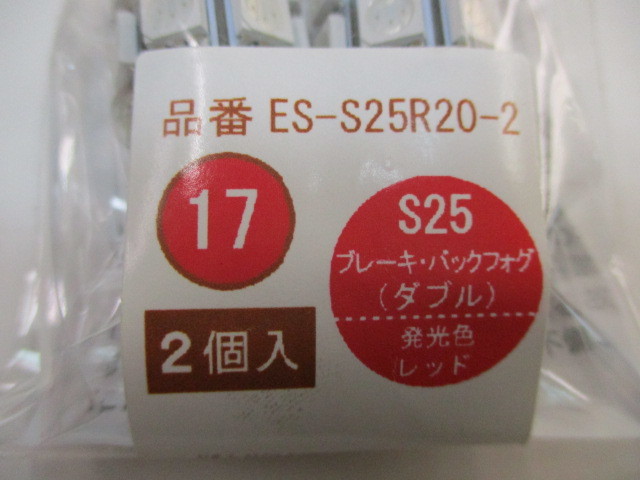 品番 ES-S25R20-2
17
S25
ブレーキ・バックフォグ
(ダブル)
発光色
レッド
2個入